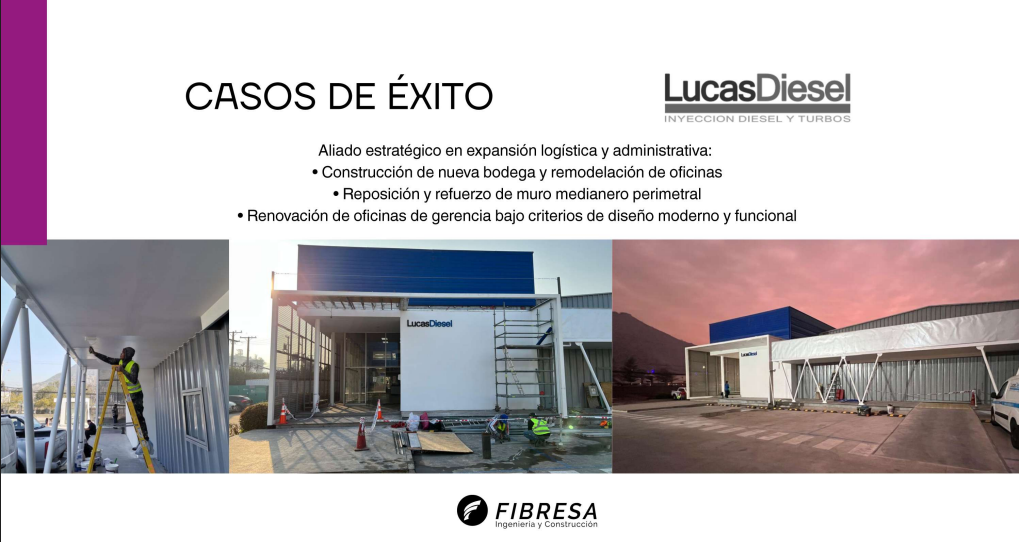 CASOS DE ÉXITO
LucasDiesel
INYECCION DIESEL Y TURBOS
Aliado estratégico en expansión logística y administrativa:
• Construcción de nueva bodega y remodelación de oficinas
• Reposición y refuerzo de muro medianero perimetral
• Renovación de oficinas de gerencia bajo criterios de diseño moderno y funcional
LucasDiesel
LucasDiesel
FIBRESA
Ingeniería y Construcción